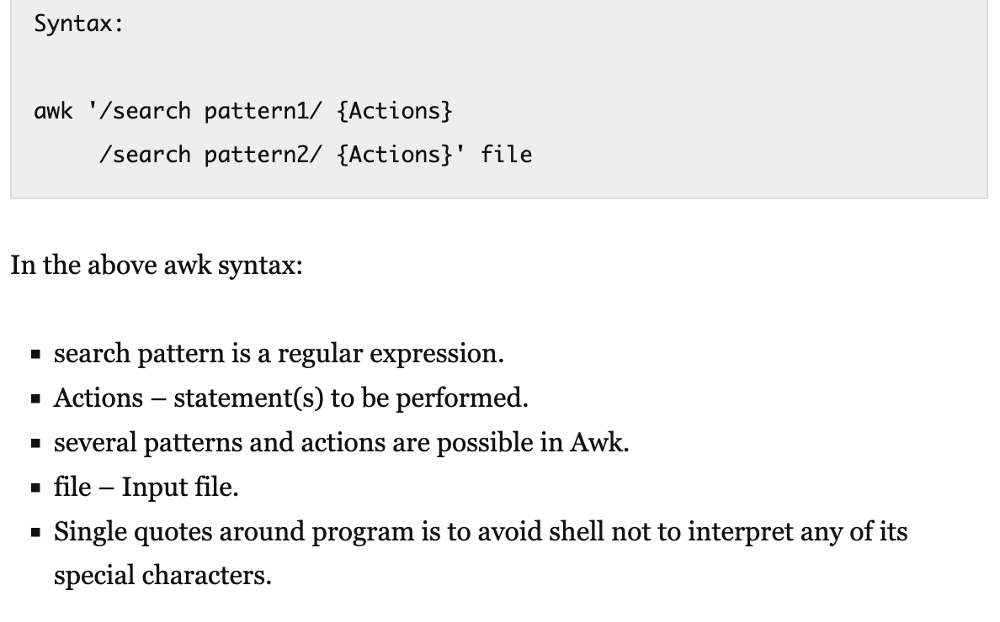 Syntax:
awk '/search pattern1/ {Actions}
     /search pattern2/ {Actions}' file
In the above awk syntax:
▪ search pattern is a regular expression.
▪ Actions – statement(s) to be performed.
▪ several patterns and actions are possible in Awk.
▪ file – Input file.
▪ Single quotes around program is to avoid shell not to interpret any of its
special characters.